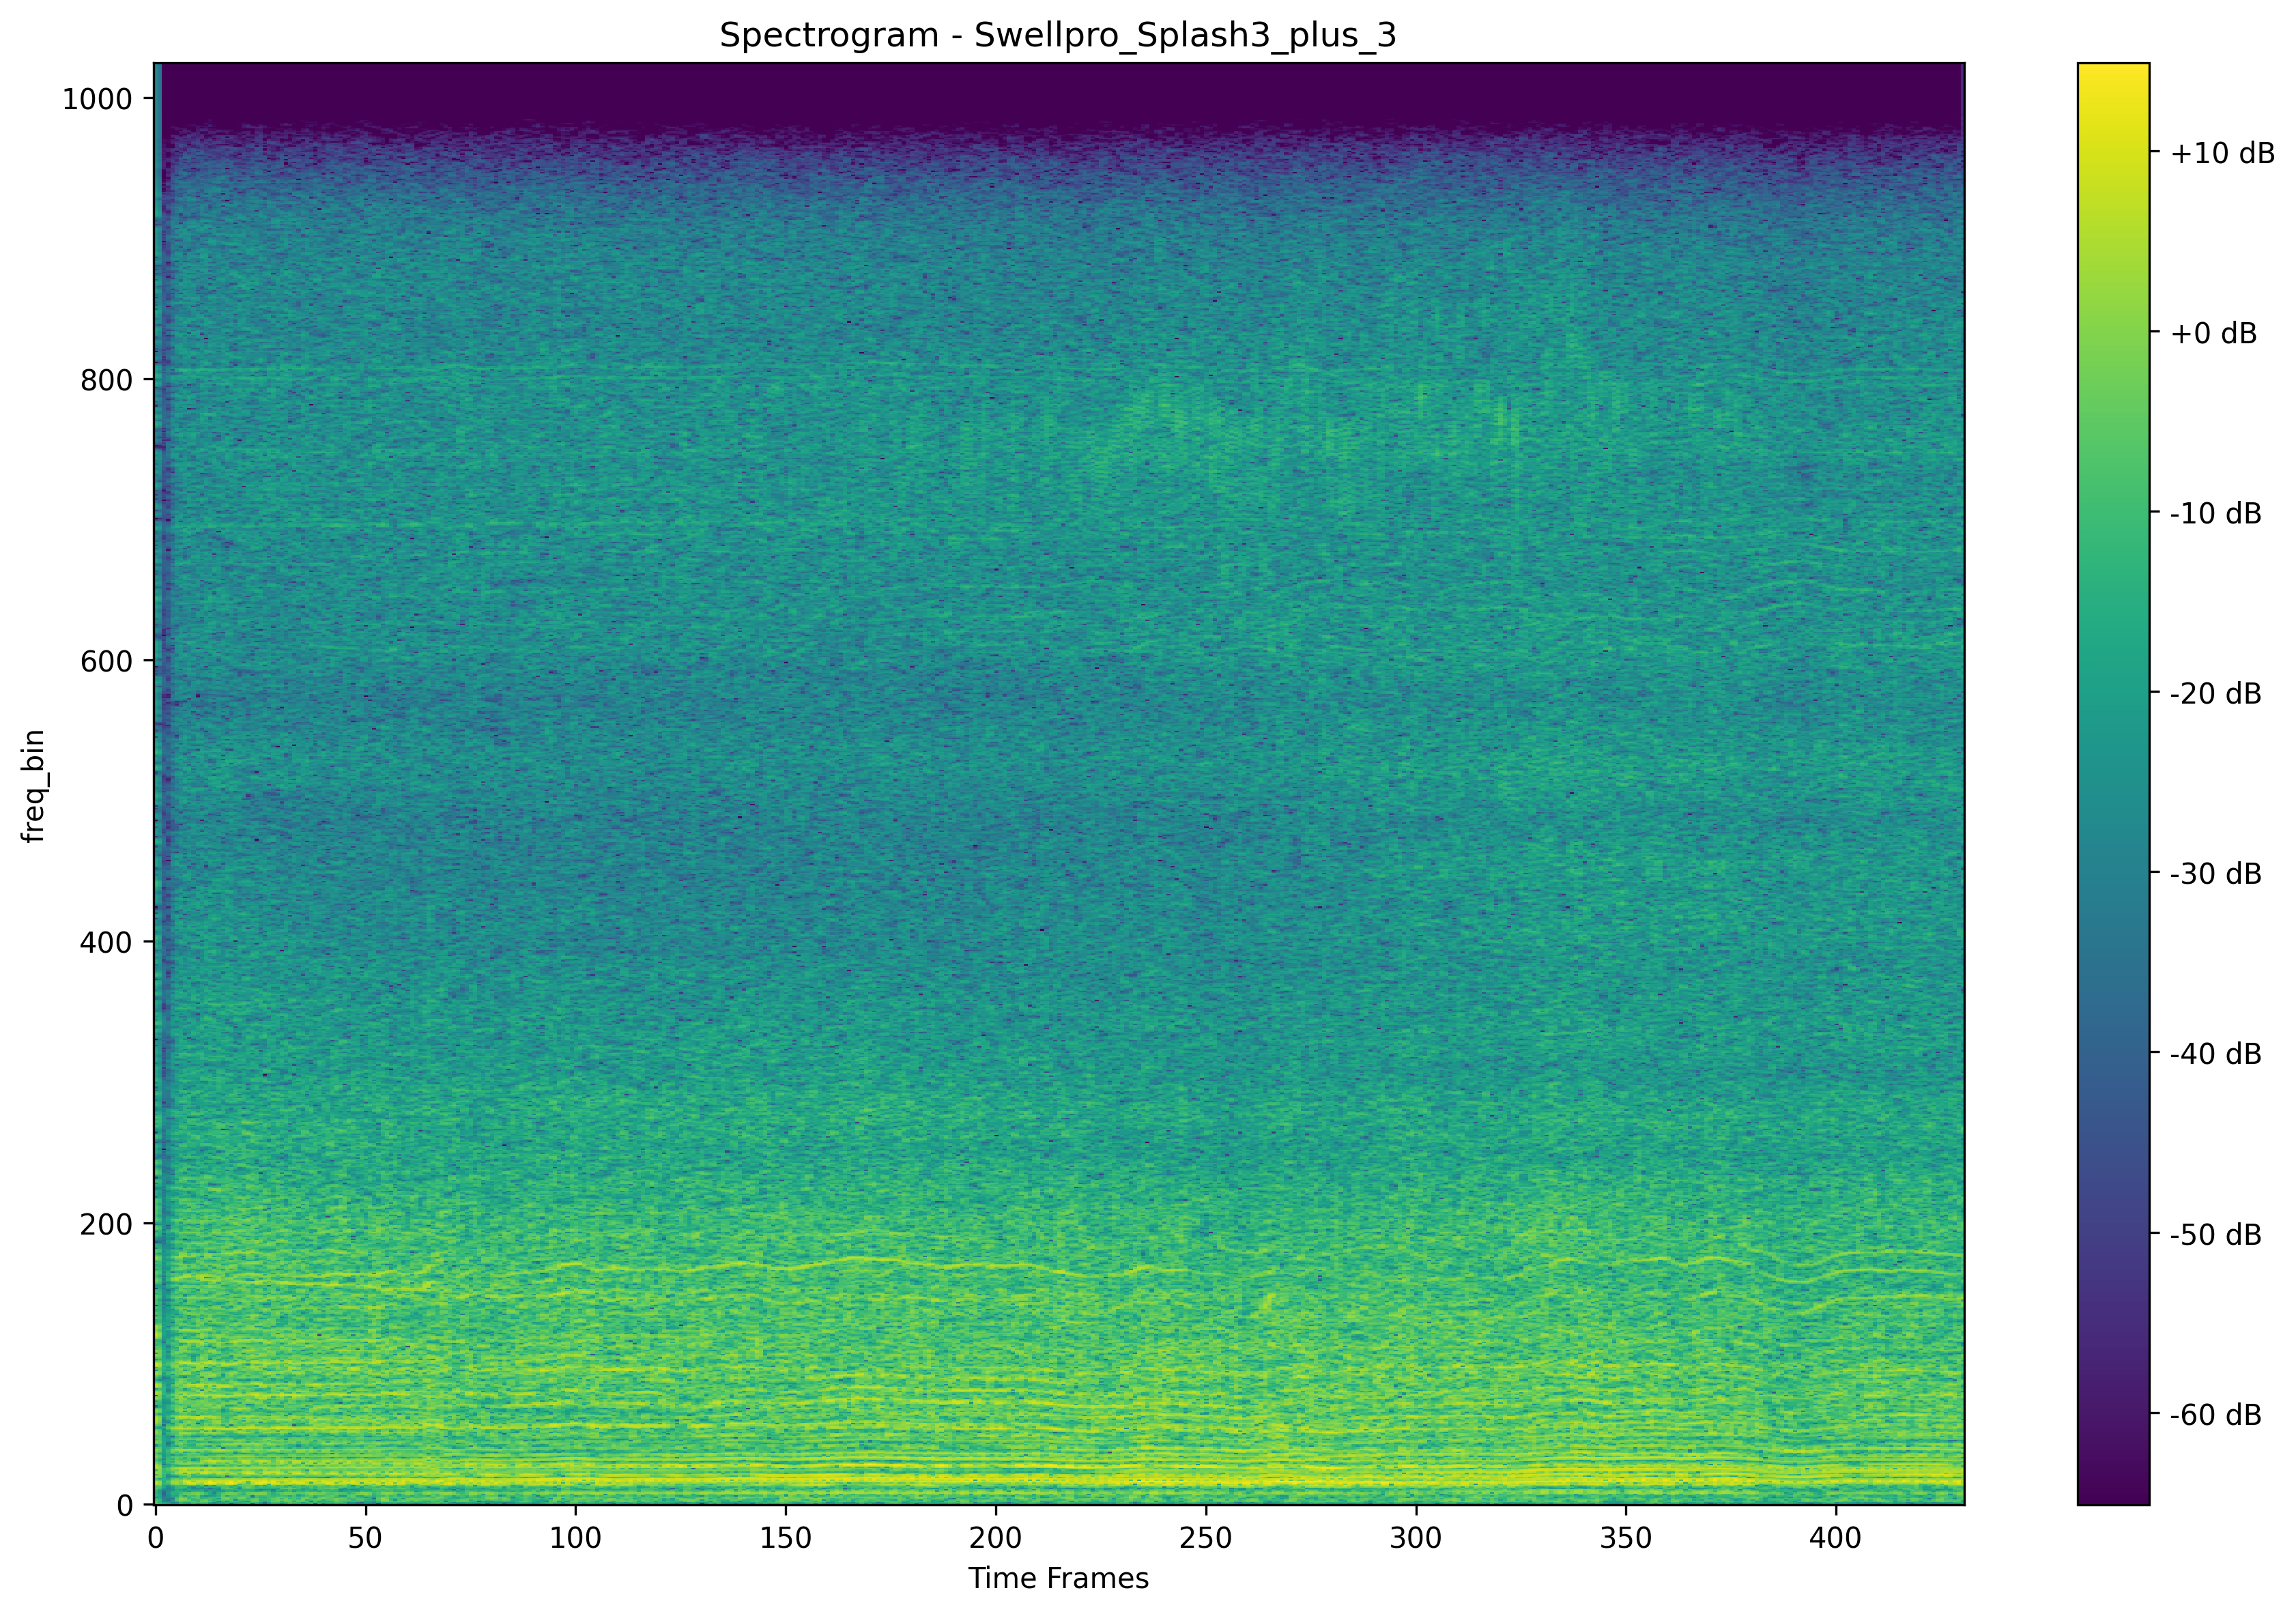 Spectrogram - Swellpro_Splash3_plus_3
freq_bin
1000
800
600
400
200
0
0 50 100 150 200 250 300 350 400
Time Frames
+10 dB
+0 dB
-10 dB
-20 dB
-30 dB
-40 dB
-50 dB
-60 dB